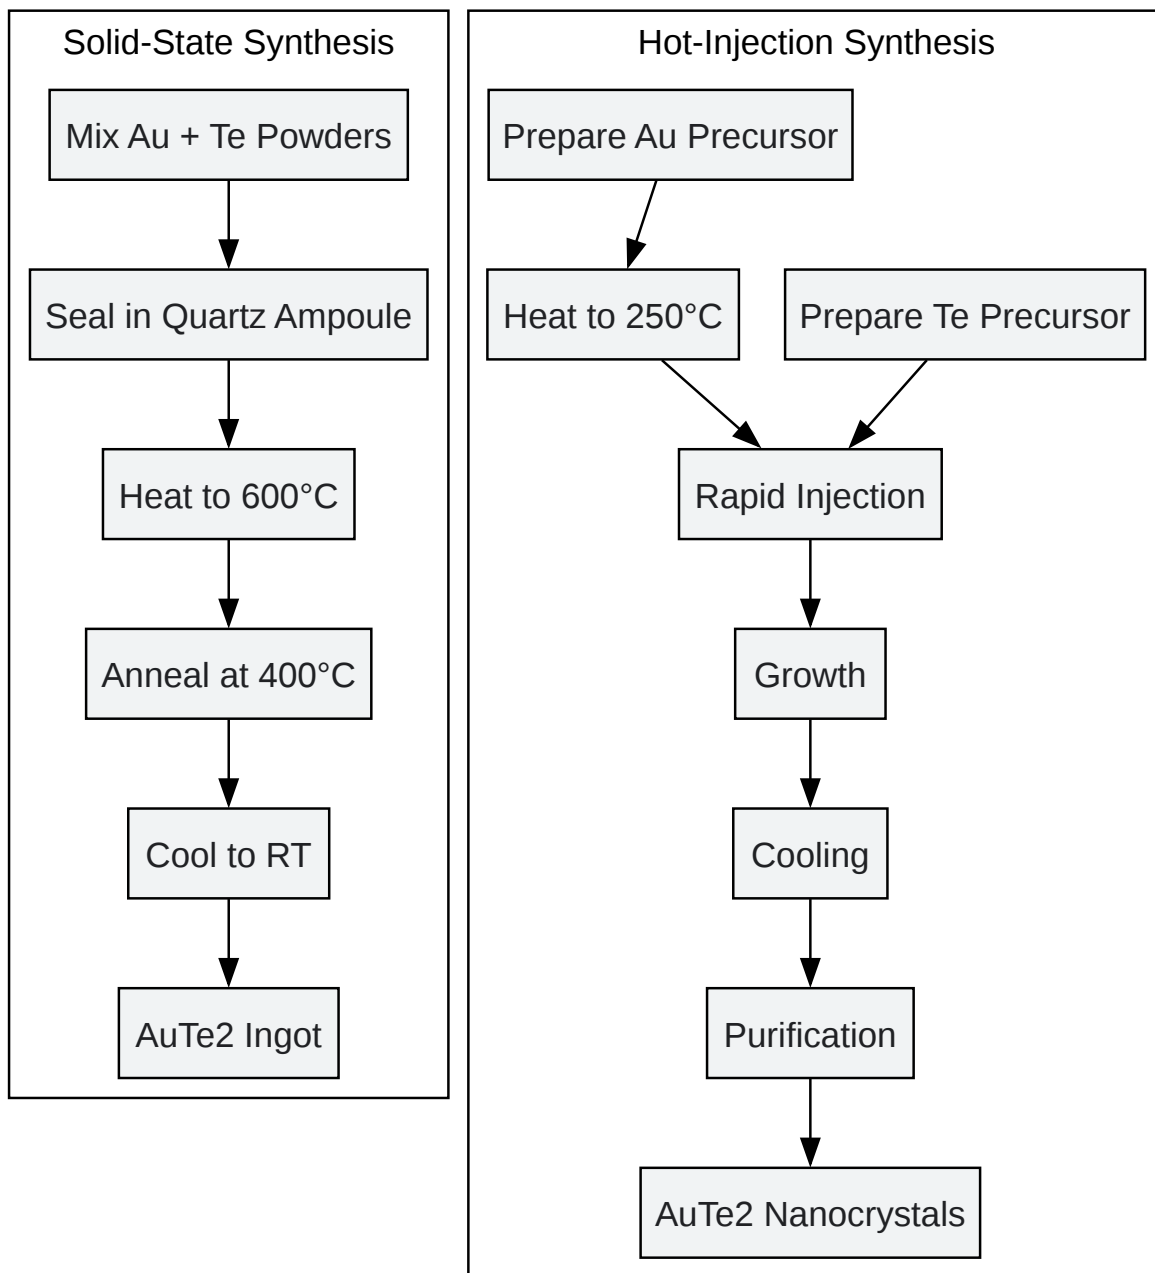 Solid-State Synthesis
Mix Au + Te Powders
Seal in Quartz Ampoule
Heat to 600°C
Anneal at 400°C
Cool to RT
AuTe2 Ingot
Hot-Injection Synthesis
Prepare Au Precursor
Heat to 250°C
Prepare Te Precursor
Rapid Injection
Growth
Cooling
Purification
AuTe2 Nanocrystals